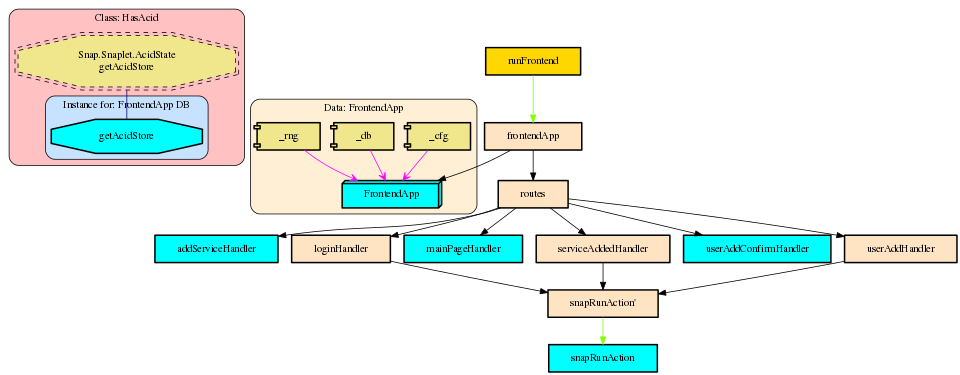 Class: HasAcid
Snap.Snaplet.AcidState
getAcidStore
Instance for: FrontendApp DB
getAcidStore
Data: FrontendApp
_rng
_db
_cfg
FrontendApp
runFrontend
frontendApp
routes
addServiceHandler
loginHandler
mainPageHandler
serviceAddedHandler
userAddConfirmHandler
userAddHandler
snapRunAction'
snapRunAction